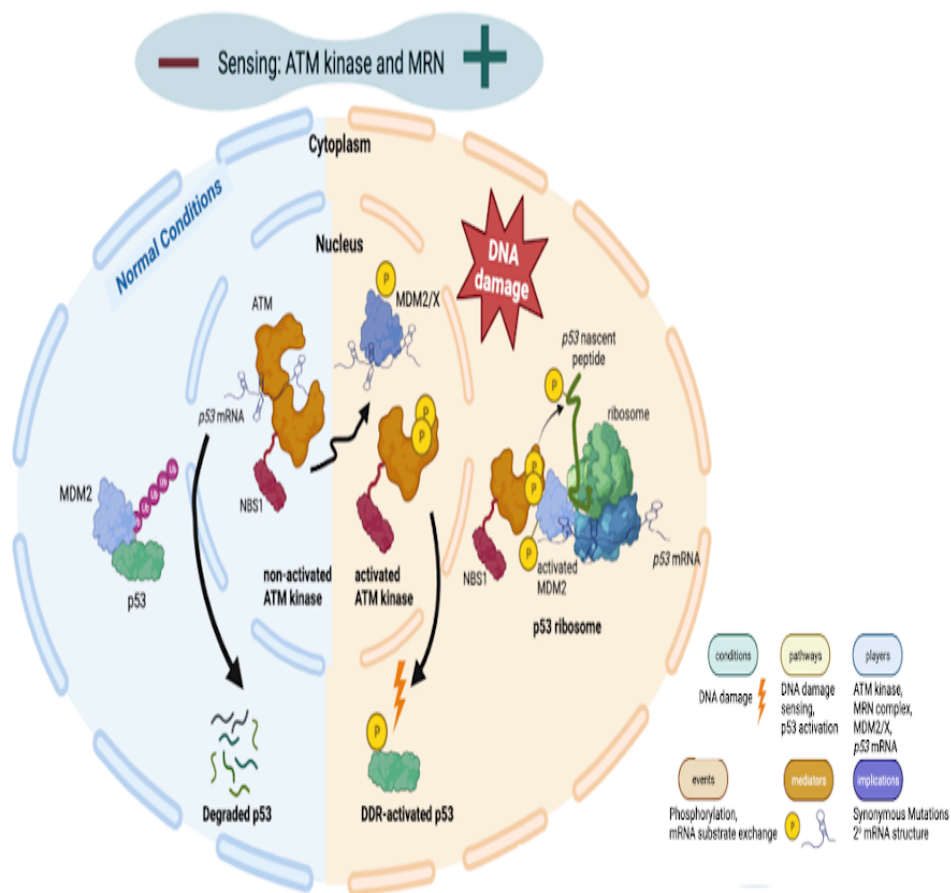 Sensing: ATM kinase and MRN
Cytoplasm
Normal Conditions
Nucleus
DNA
damage
P
MDM2/X
ATM
p53 mRNA
NBS1
MDM2
p53
non-activated
ATM kinase
P
P
activated
ATM kinase
p53 nascent
peptide
P
ribosome
P
P
P
NBS1
activated
MDM2
p53 mRNA
p53 ribosome
Degraded p53
P
DDR-activated p53
conditions
DNA damage
pathways
DNA damage
sensing,
p53 activation
players
ATM kinase,
MRN complex,
MDM2/X,
p53 mRNA
events
Phosphorylation,
mRNA substrate exchange
mediators
P
implications
Synonymous Mutations
2° mRNA structure